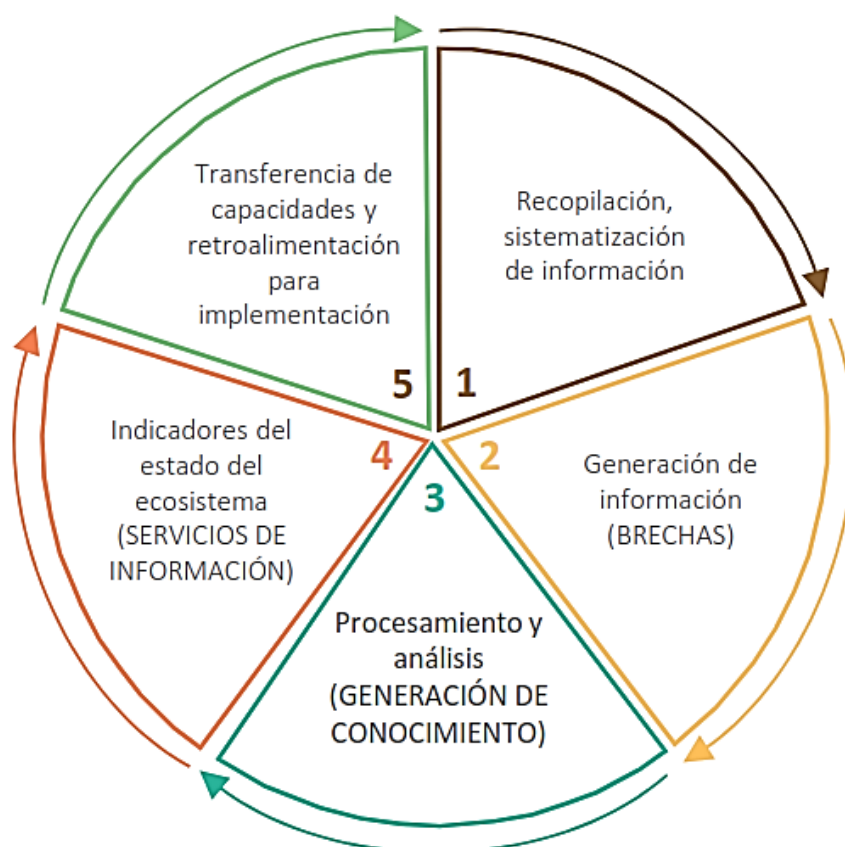 1
Recopilación,
sistematización
de información
2
Generación de
información
(BRECHAS)
3
Procesamiento y
análisis
(GENERACIÓN DE
CONOCIMIENTO)
4
Indicadores del
estado del
ecosistema
(SERVICIOS DE
INFORMACIÓN)
5
Transferencia de
capacidades y
retroalimentación
para
implementación